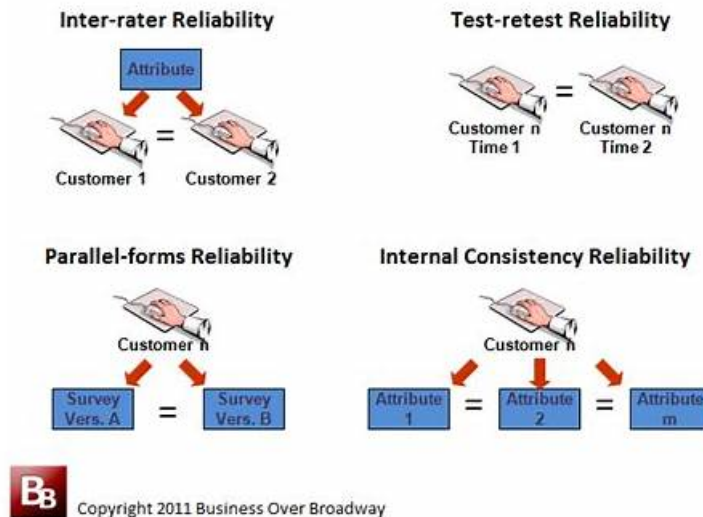 Inter-rater Reliability
Attribute
=
Customer 1
Customer 2
Test-retest Reliability
=
Customer n
Time 1
Customer n
Time 2
Parallel-forms Reliability
Customer n
Survey
Vers. A
=
Survey
Vers. B
Internal Consistency Reliability
Customer n
Attribute
1
=
Attribute
2
=
Attribute
m
BB
Copyright 2011 Business Over Broadway